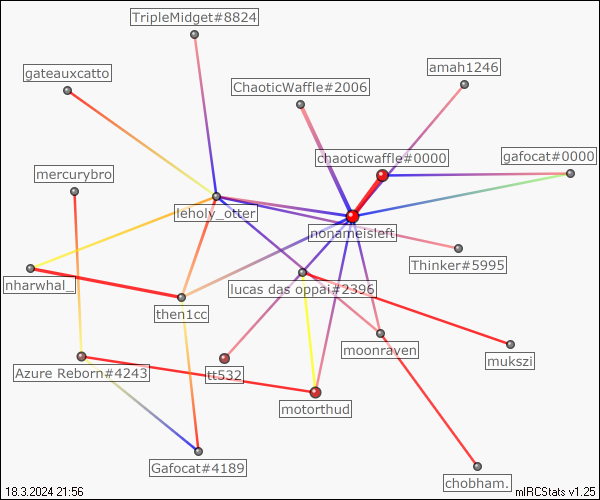 TripleMidget#8824
gateauxcatto
amah1246
ChaoticWaffle#2006
chaoticwaffle#0000
gafocat#0000
mercurybro
leholy_otter
nonameisleft
Thinker#5995
nharwhal_
lucas das oppai#2396
then1cc
moonraven
mukszi
Azure Reborn#4243
tt532
motorthud
Gafocat#4189
chobham.
18.3.2024 21:56
mIRCStats v1.25